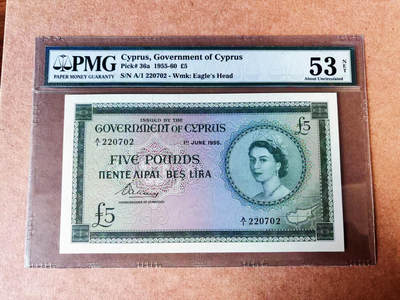 PMG
PAPER MONEY GUARANTY
Cyprus, Government of Cyprus
Pick# 36a 1955-60 £5
S/N A/1 220702 - Wmk: Eagle's Head
53 NET
About Uncirculated
ISSUED BY THE
GOVERNMENT OF CYPRUS
£5
A/1 220702
1ST JUNE 1955.
FIVE POUNDS
ΠΕΝΤΕ ΛΙΡΑΙ BEŞ LİRA
£5
A/1 220702